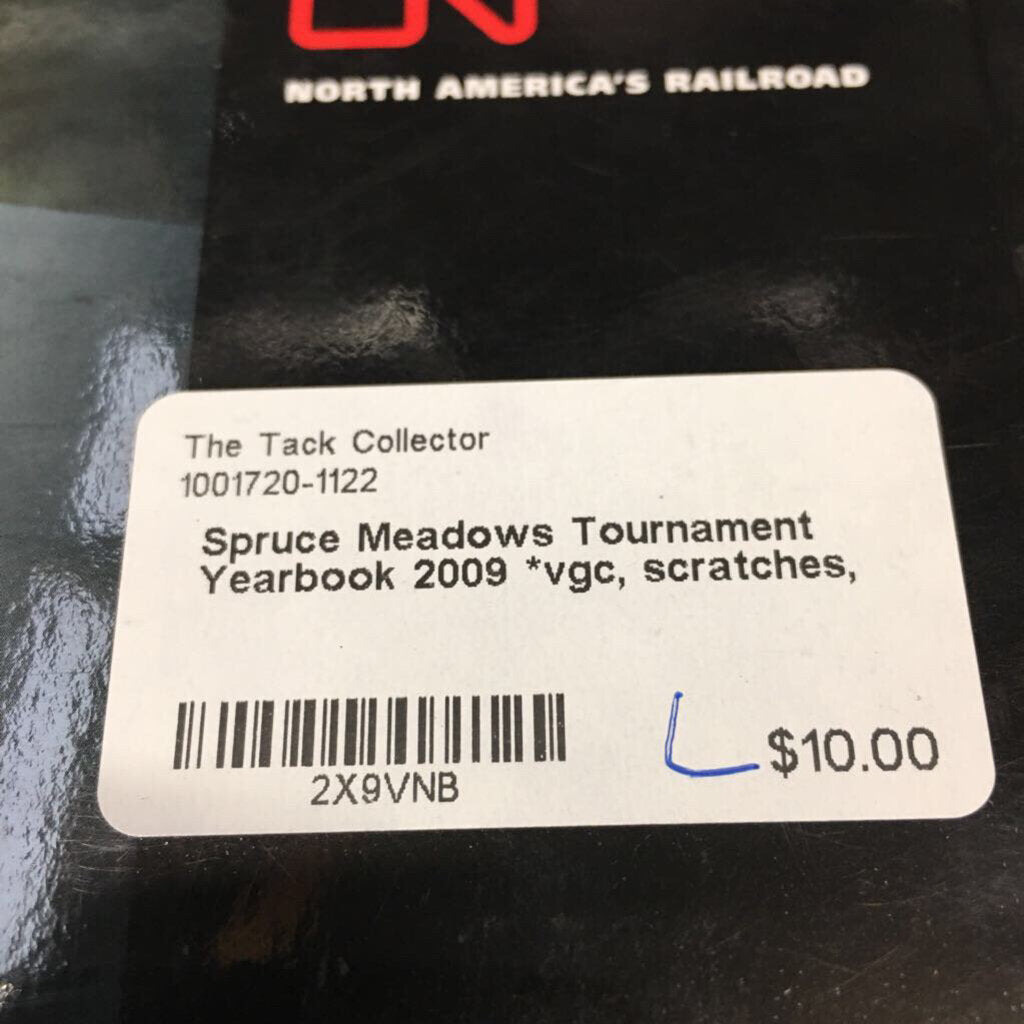 NORTH AMERICA'S RAILROAD
The Tack Collector
1001720-1122
Spruce Meadows Tournament
Yearbook 2009 *vgc, scratches,
L $10.00
2X9VNB